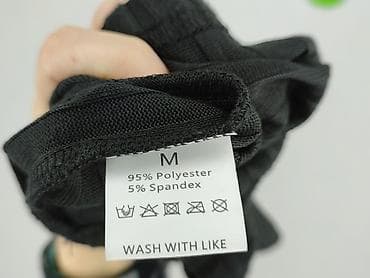 M
95% Polyester
5% Spandex
WASH WITH LIKE